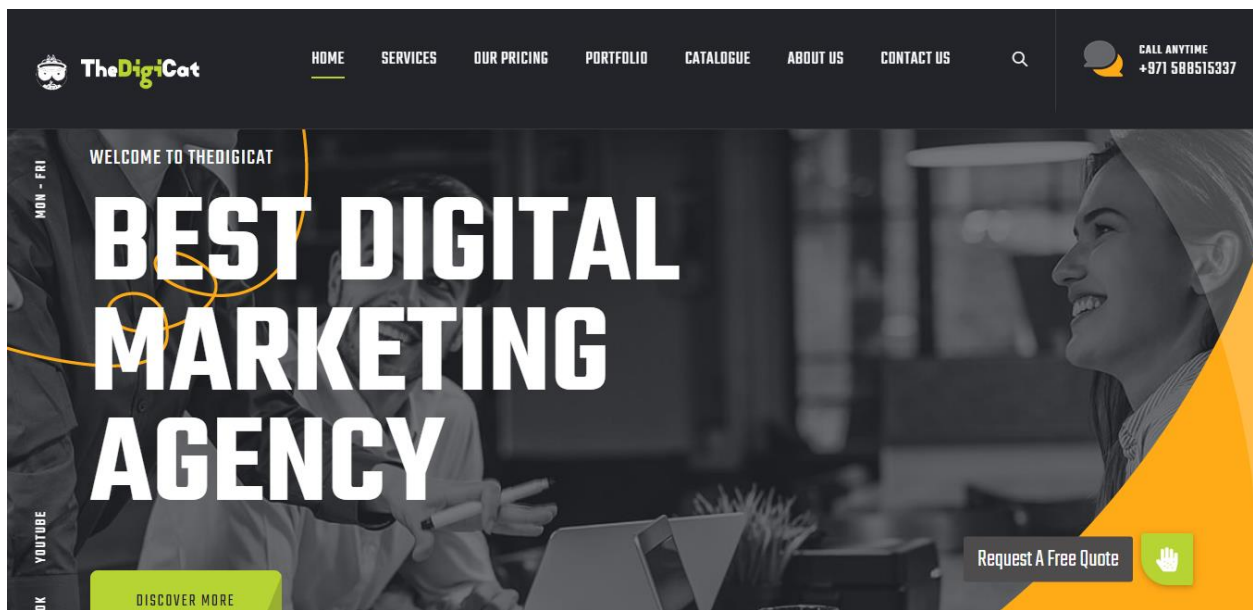 TheDigiCat
HOME SERVICES OUR PRICING PORTFOLIO CATALOGUE ABOUT US CONTACT US
CALL ANYTIME
+971 588515337
MON - FRI
WELCOME TO THEDIGICAT
BEST DIGITAL
MARKETING
AGENCY
YOUTUBE
OK
DISCOVER MORE
Request A Free Quote